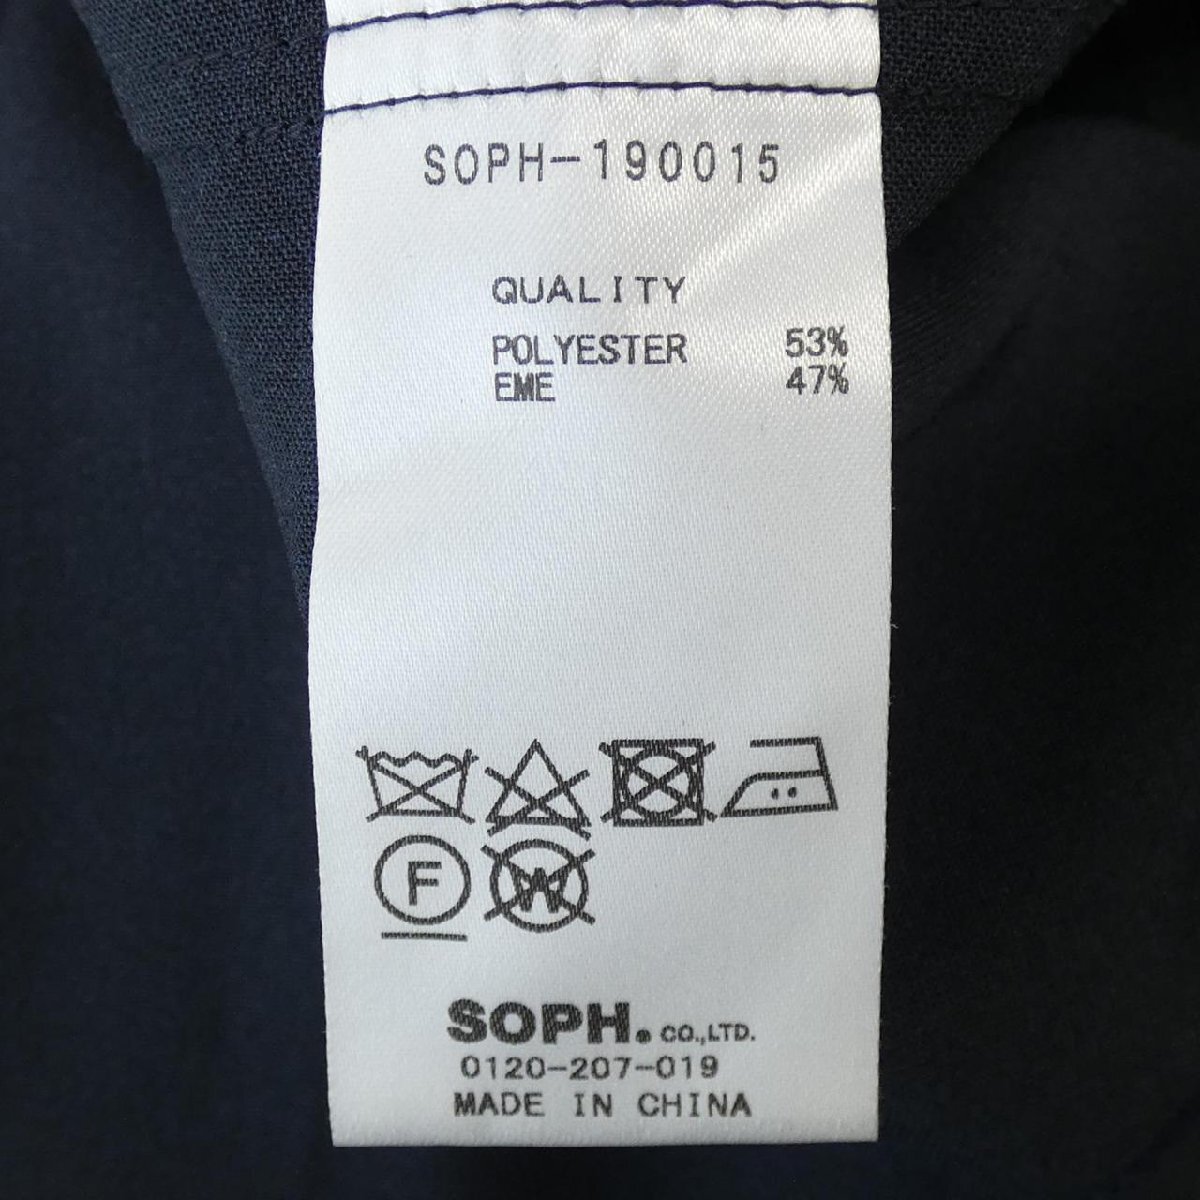 SOPH-190015
QUALITY
POLYESTER 53%
EME 47%
F W
SOPH. CO.,LTD.
0120-207-019
MADE IN CHINA